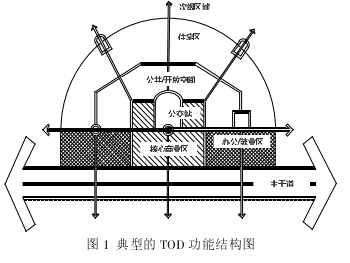 次级区域
住宅区
公共/开放空间
公交站
核心商业区
办公/就业区
主干道
图 1 典型的 TOD 功能结构图